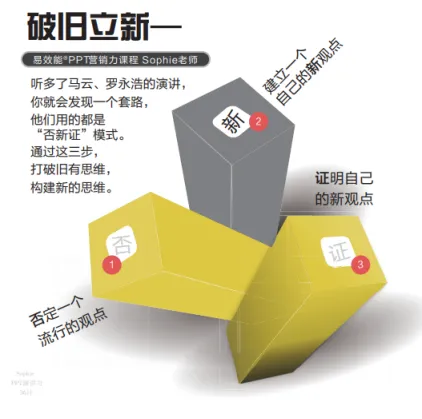 破旧立新—
易效能®PPT营销力课程 Sophie老师
听多了马云、罗永浩的演讲,
你就会发现一个套路,
他们用的都是
“否新证”模式。
通过这三步,
打破旧有思维,
构建新的思维。
建立一个
自己的新观点
新
2
证明自己
的新观点
否
1
证
3
否定一个
流行的观点
Sophie